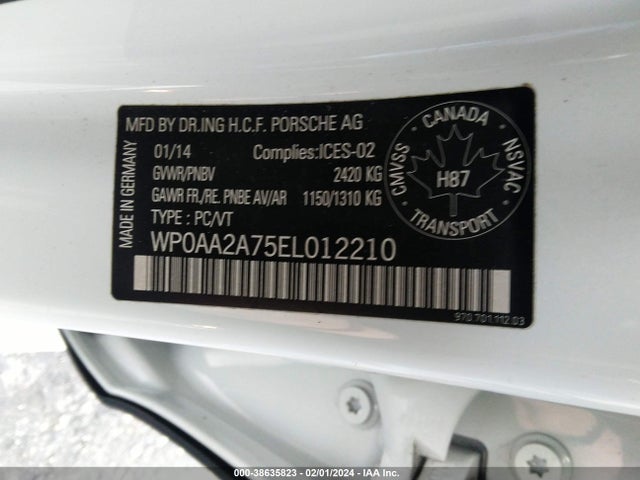 MFD BY DR.ING H.C.F. PORSCHE AG
01/14 Complies:ICES-02
GVWR/PNBV 2420 KG
GAWR FR./RE. PNBE AV/AR 1150/1310 KG
TYPE : PC/VT
WP0AA2A75EL012210
MADE IN GERMANY
CANADA
CMVSS
NSVAC
H87
TRANSPORT
970 701 112 03
000-38635823 - 02/01/2024 - IAA Inc.